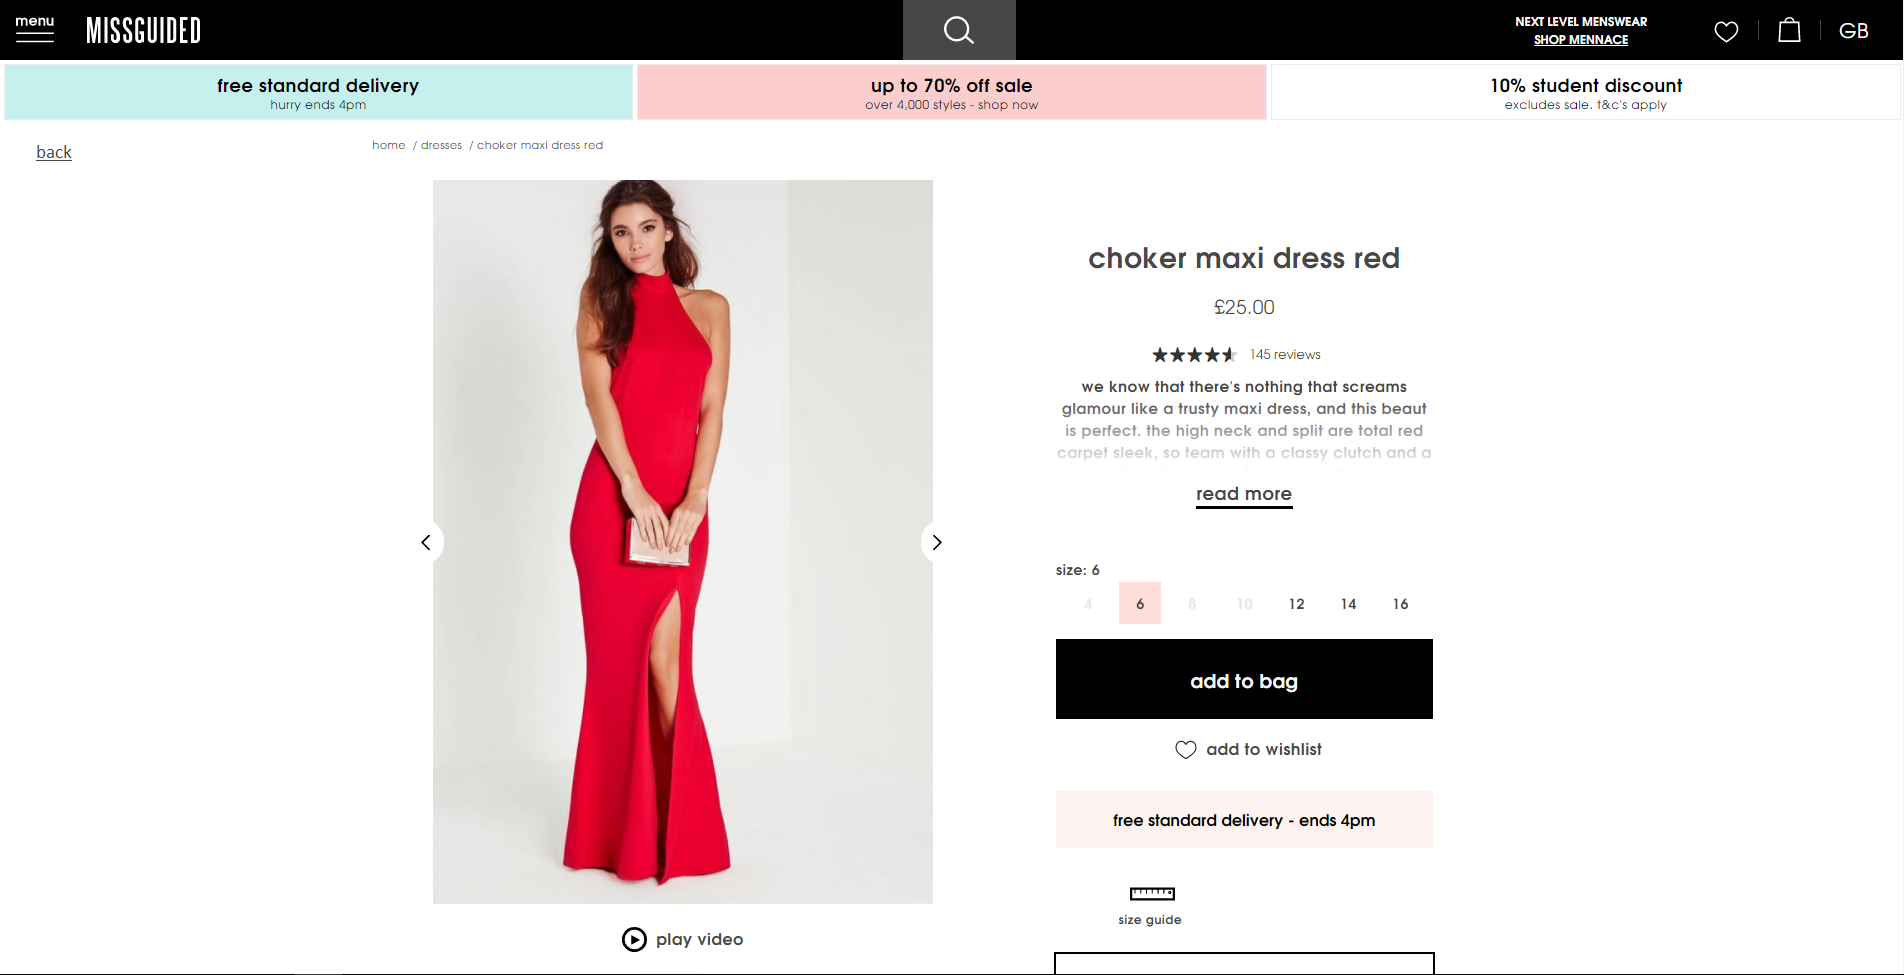 menu
MISSGUIDED
NEXT LEVEL MENSWEAR
SHOP MENNACE
GB
free standard delivery
hurry ends 4pm
up to 70% off sale
over 4,000 styles - shop now
10% student discount
excludes sale. t&c's apply
back
home / dresses / choker maxi dress red
choker maxi dress red
£25.00
145 reviews
we know that there's nothing that screams
glamour like a trusty maxi dress, and this beaut
is perfect. the high neck and split are total red
carpet sleek, so team with a classy clutch and a
read more
size: 6
4 6 8 10 12 14 16
add to bag
add to wishlist
free standard delivery - ends 4pm
size guide
play video